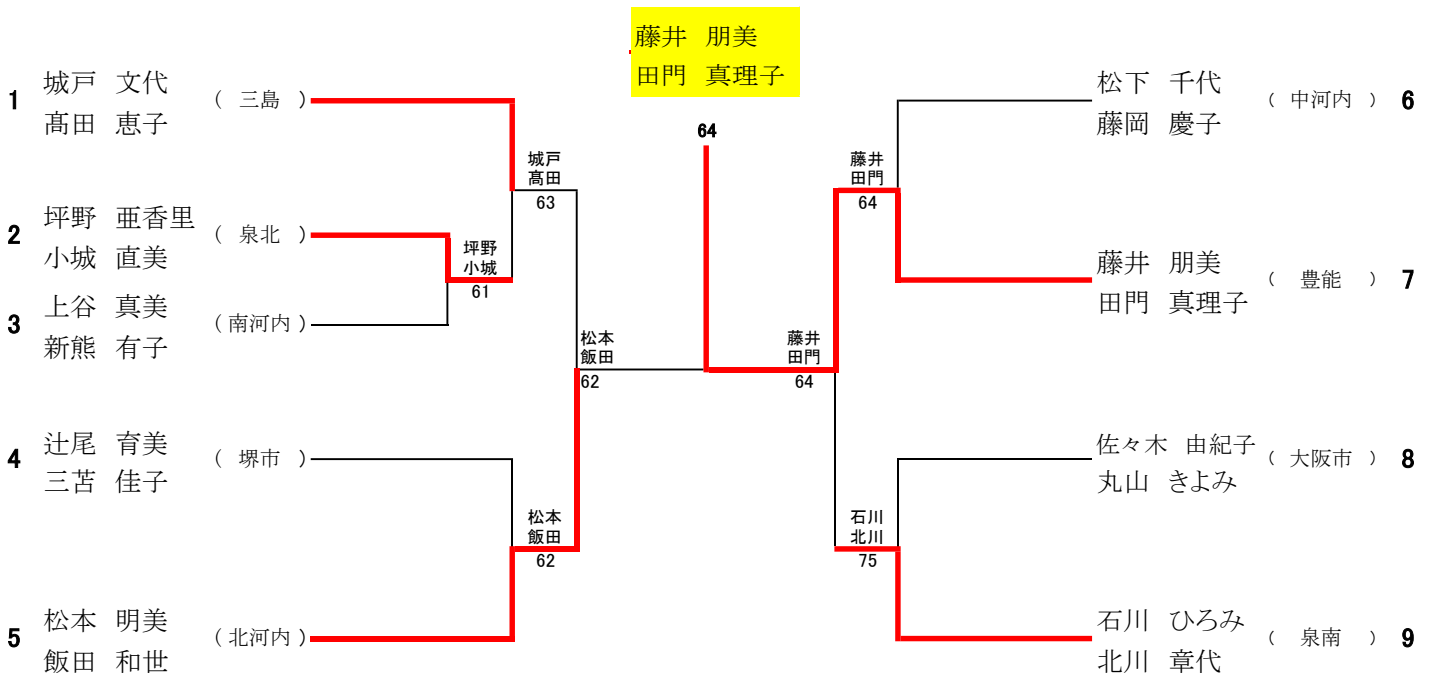 藤井 朋美
田門 真理子
64
1 城戸 文代 ( 三島 )
髙田 恵子
2 坪野 亜香里 ( 泉北 )
小城 直美
3 上谷 真美 ( 南河内 )
新熊 有子
4 辻尾 育美 ( 堺市 )
三苫 佳子
5 松本 明美 ( 北河内 )
飯田 和世
城戸
髙田
63
坪野
小城
61
松本
飯田
62
松本
飯田
62
藤井
田門
64
藤井
田門
64
石川
北川
75
松下 千代 ( 中河内 ) 6
藤岡 慶子
藤井 朋美 ( 豊能 ) 7
田門 真理子
佐々木 由紀子 ( 大阪市 ) 8
丸山 きよみ
石川 ひろみ ( 泉南 ) 9
北川 章代